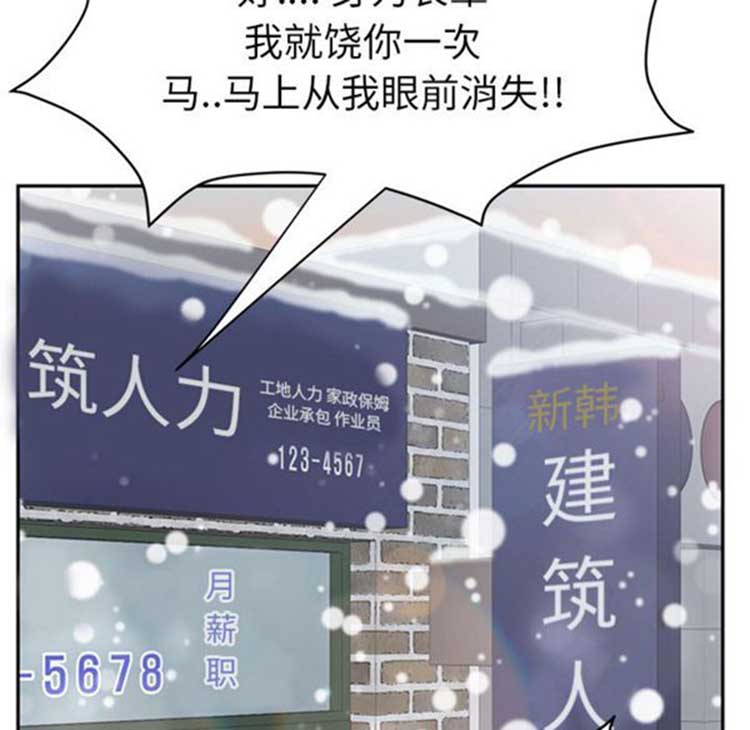 我就饶你一次
马..马上从我眼前消失!!
筑人力
工地人力 家政保姆
企业承包 作业员
123-4567
新韩
建筑人
月薪职
-5678